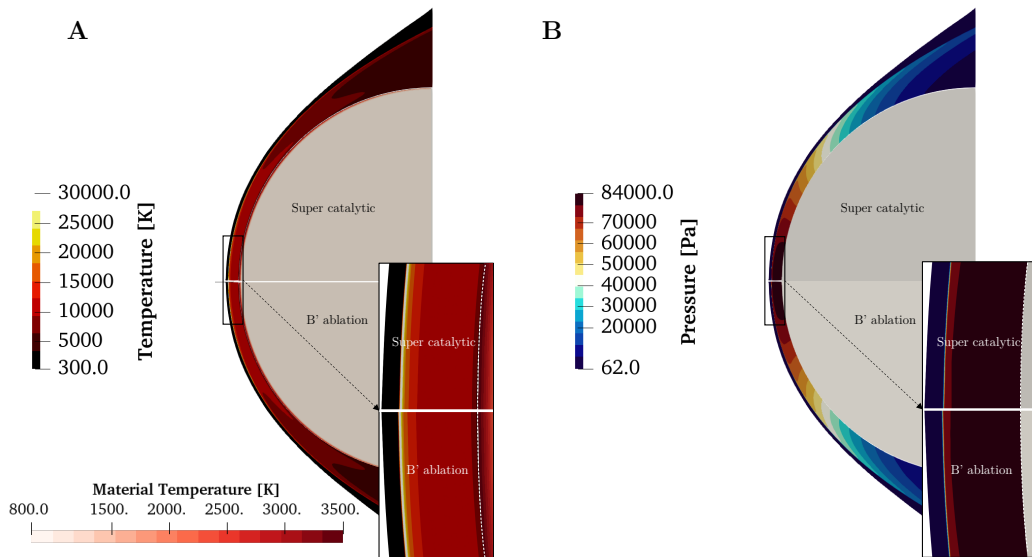 A
Super catalytic
30000.0
25000
20000
15000
10000
5000
300.0
Temperature [K]
B' ablation
Super catalytic
B' ablation
Material Temperature [K]
800.0 1500. 2000. 2500. 3000. 3500.
B
Super catalytic
84000.0
70000
60000
50000
40000
30000
20000
62.0
Pressure [Pa]
B' ablation
Super catalytic
B' ablation